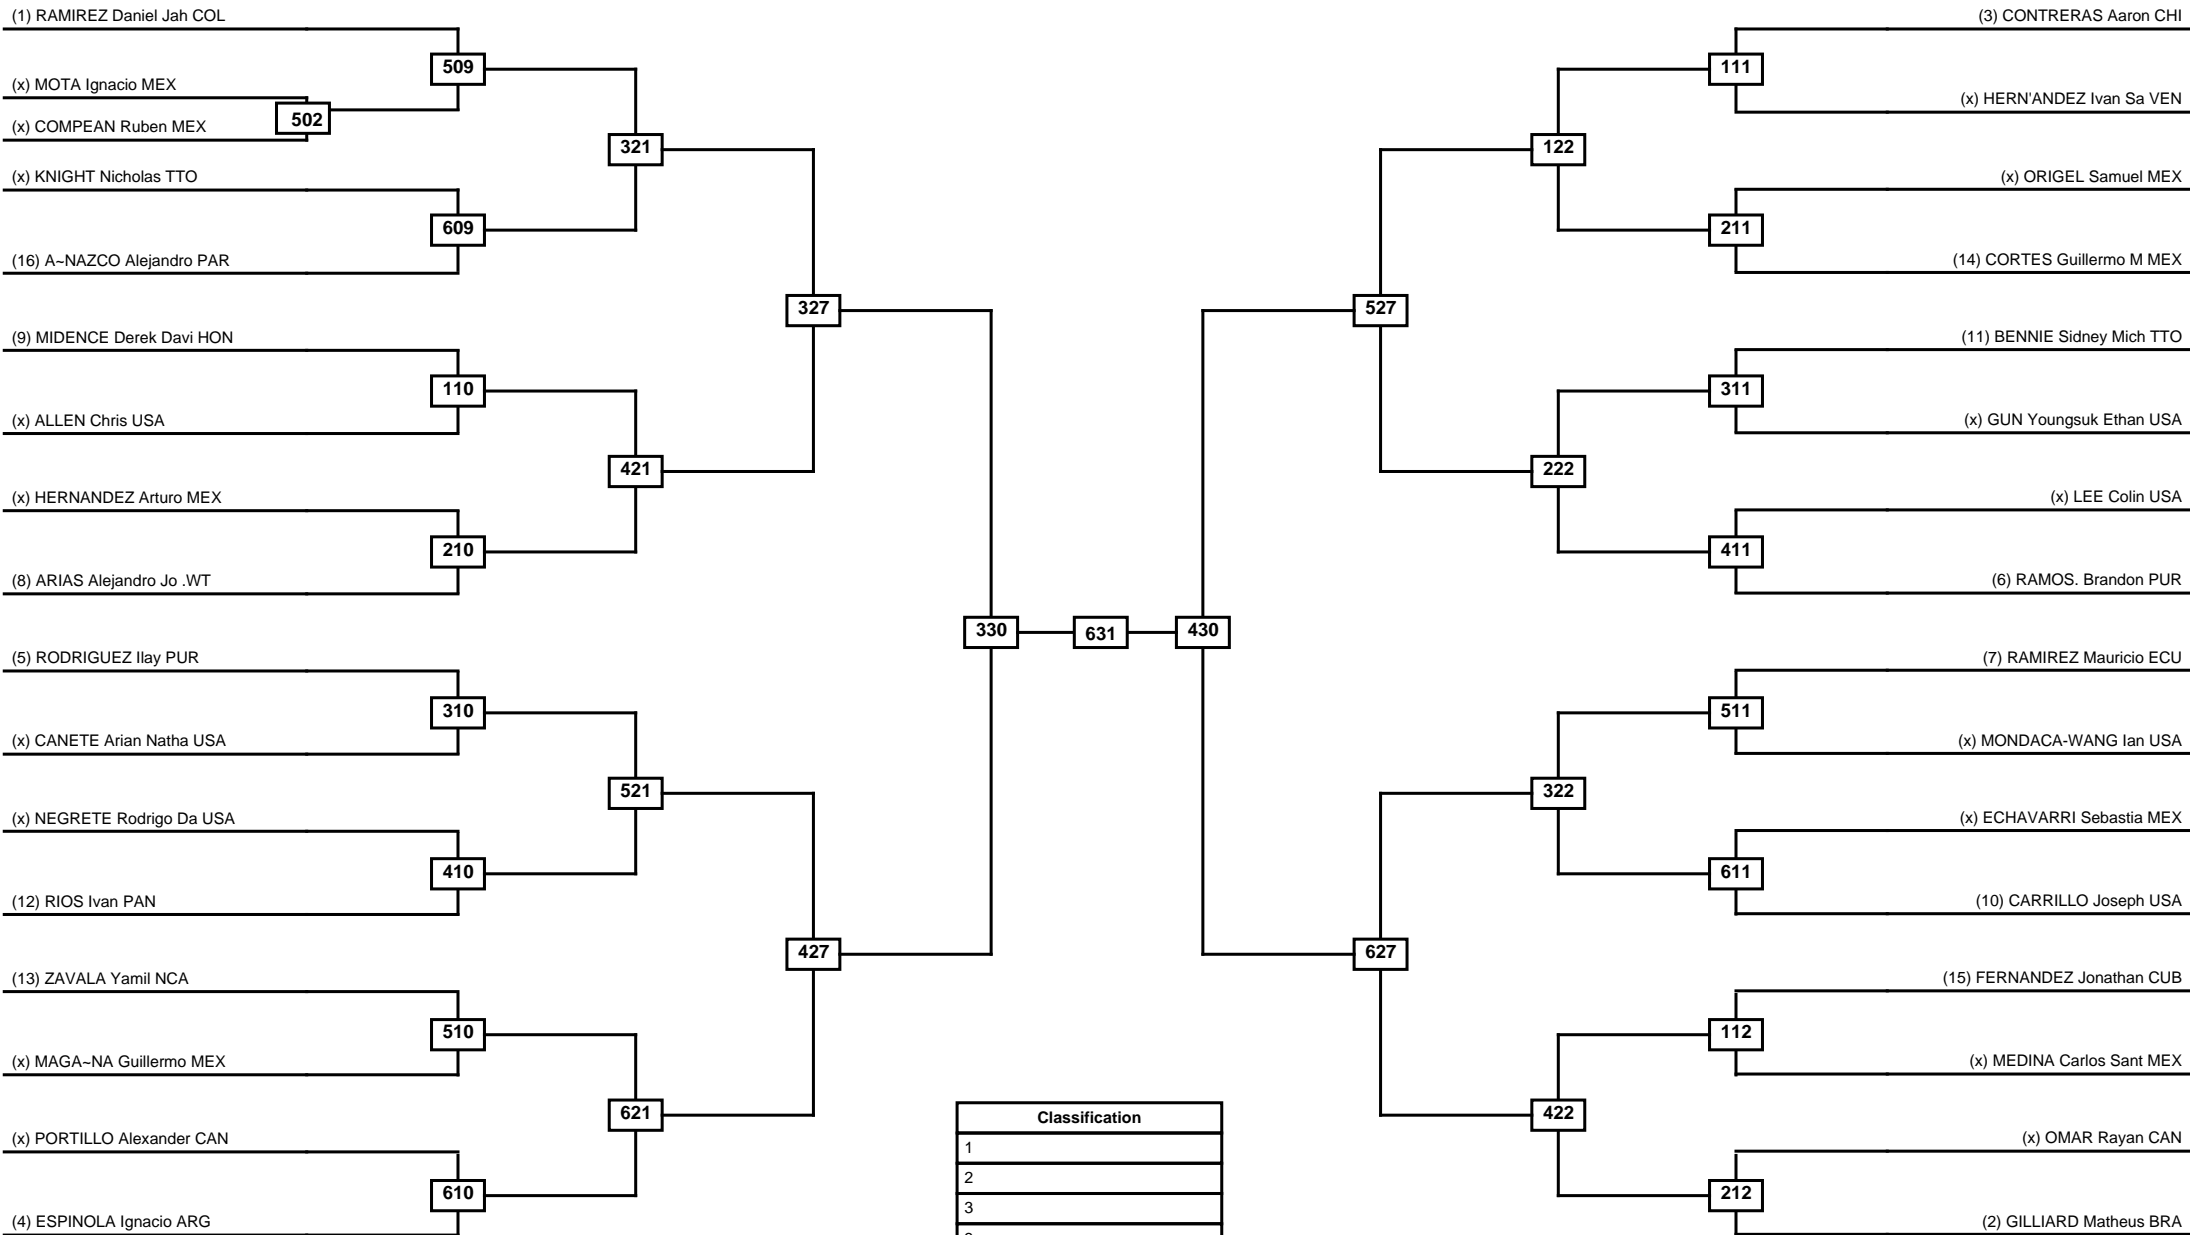 (1) RAMIREZ Daniel Jah COL
509
(x) MOTA Ignacio MEX
502
(x) COMPEAN Ruben MEX
321
(x) KNIGHT Nicholas TTO
609
(16) A~NAZCO Alejandro PAR
327
(9) MIDENCE Derek Davi HON
110
(x) ALLEN Chris USA
421
(x) HERNANDEZ Arturo MEX
210
(8) ARIAS Alejandro Jo .WT
330
631
430
(5) RODRIGUEZ Ilay PUR
310
(x) CANETE Arian Natha USA
521
(x) NEGRETE Rodrigo Da USA
410
(12) RIOS Ivan PAN
427
(13) ZAVALA Yamil NCA
510
(x) MAGA~NA Guillermo MEX
621
(x) PORTILLO Alexander CAN
610
(4) ESPINOLA Ignacio ARG
(3) CONTRERAS Aaron CHI
111
(x) HERN'ANDEZ Ivan Sa VEN
122
(x) ORIGEL Samuel MEX
211
(14) CORTES Guillermo M MEX
527
(11) BENNIE Sidney Mich TTO
311
(x) GUN Youngsuk Ethan USA
222
(x) LEE Colin USA
411
(6) RAMOS. Brandon PUR
(7) RAMIREZ Mauricio ECU
511
(x) MONDACA-WANG Ian USA
322
(x) ECHAVARRI Sebastia MEX
611
(10) CARRILLO Joseph USA
627
(15) FERNANDEZ Jonathan CUB
112
(x) MEDINA Carlos Sant MEX
422
(x) OMAR Rayan CAN
212
(2) GILLIARD Matheus BRA
Classification
1
2
3